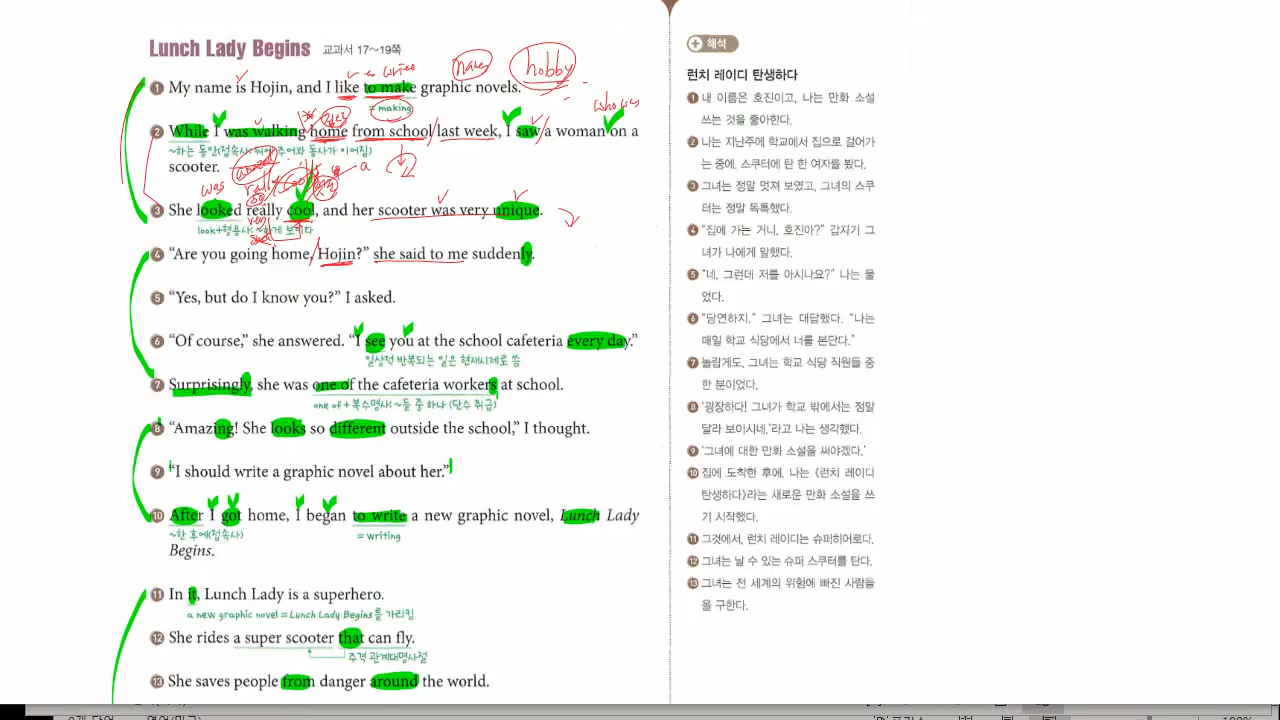 Lunch Lady Begins 교과서 17~19쪽
make
hobby
1 My name is Hojin, and I like to make graphic novels.
= making
2 While I was walking home from school last week, I saw a woman on a
~하는 동안(접속사: 뒤에 주어와 동사가 이어짐)
scooter.
was
a
3 She looked really cool, and her scooter was very unique.
look+형용사: ~하게 보이다
4 “Are you going home, Hojin?” she said to me suddenly.
5 “Yes, but do I know you?” I asked.
6 “Of course,” she answered. “I see you at the school cafeteria every day.”
일상적 반복되는 일은 현재시제로 씀
7 Surprisingly, she was one of the cafeteria workers at school.
one of + 복수명사: ~들 중 하나 (단수 취급)
8 “Amazing! She looks so different outside the school,” I thought.
9 “I should write a graphic novel about her.”
10 After I got home, I began to write a new graphic novel, Lunch Lady
~한 후에(접속사) = writing
Begins.
11 In it, Lunch Lady is a superhero.
a new graphic novel = Lunch Lady Begins를 가리킴
12 She rides a super scooter that can fly.
주격 관계대명사절
13 She saves people from danger around the world.
+ 해석
런치 레이디 탄생하다
1 내 이름은 호진이고, 나는 만화 소설
쓰는 것을 좋아한다.
2 나는 지난주에 학교에서 집으로 걸어가
는 중에, 스쿠터에 탄 한 여자를 봤다.
3 그녀는 정말 멋져 보였고, 그녀의 스쿠
터는 정말 독특했다.
4 “집에 가는 거니, 호진아?” 갑자기 그
녀가 나에게 말했다.
5 “네, 그런데 저를 아시나요?” 나는 물
었다.
6 “당연하지.” 그녀는 대답했다. “나는
매일 학교 식당에서 너를 본단다.”
7 놀랍게도, 그녀는 학교 식당 직원들 중
한 분이었다.
8 ‘굉장하다! 그녀가 학교 밖에서는 정말
달라 보이시네.’라고 나는 생각했다.
9 ‘그녀에 대한 만화 소설을 써야겠다.’
10 집에 도착한 후에, 나는 《런치 레이디
탄생하다》라는 새로운 만화 소설을 쓰
기 시작했다.
11 그것에서, 런치 레이디는 슈퍼히어로다.
12 그녀는 날 수 있는 슈퍼 스쿠터를 탄다.
13 그녀는 전 세계의 위험에 빠진 사람들
을 구한다.